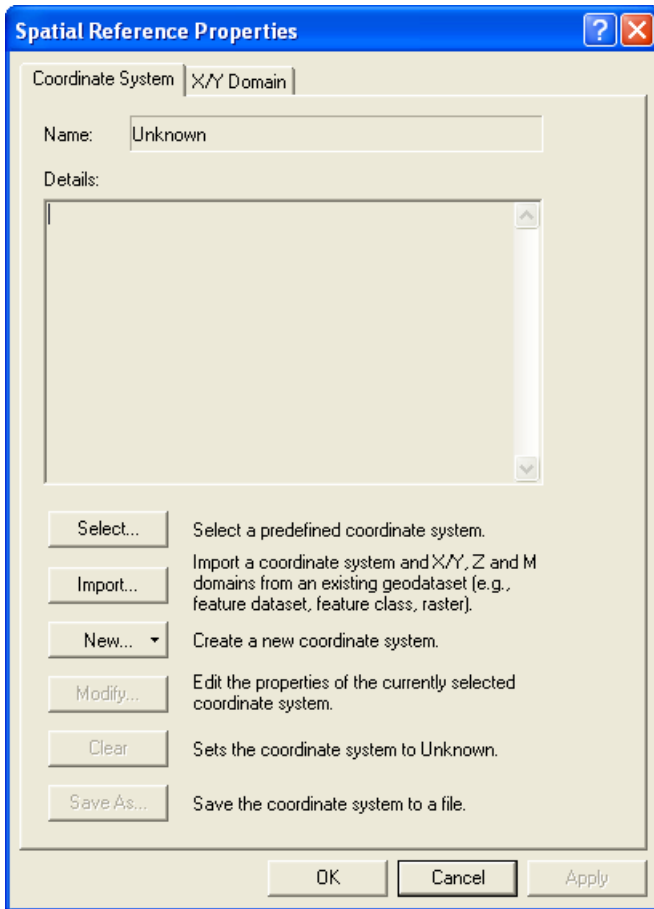 Spatial Reference Properties
Coordinate System
X/Y Domain
Name: Unknown
Details:
Select... Select a predefined coordinate system.
Import... Import a coordinate system and X/Y, Z and M
domains from an existing geodataset (e.g.,
feature dataset, feature class, raster).
New... Create a new coordinate system.
Modify... Edit the properties of the currently selected
coordinate system.
Clear Sets the coordinate system to Unknown.
Save As... Save the coordinate system to a file.
OK Cancel Apply